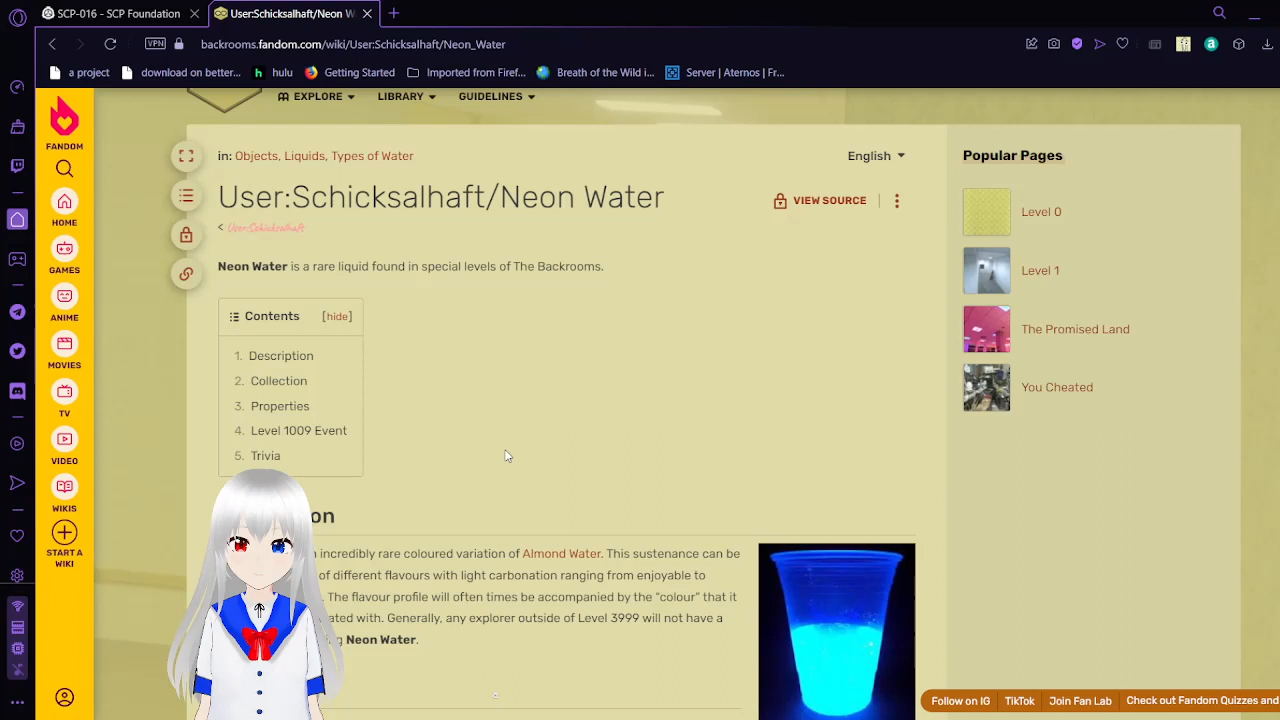 SCP-016 - SCP Foundation
User:Schicksalhaft/Neon W
VPN
backrooms.fandom.com/wiki/User:Schicksalhaft/Neon_Water
a project
download on better...
hulu
Getting Started
Imported from Firef...
Breath of the Wild i...
Server | Aternos | Fr...
FANDOM
HOME
GAMES
ANIME
MOVIES
TV
VIDEO
WIKIS
START A
WIKI
EXPLORE
LIBRARY
GUIDELINES
in: Objects, Liquids, Types of Water
English
User:Schicksalhaft/Neon Water
VIEW SOURCE
< User:Schicksalhaft
Neon Water is a rare liquid found in special levels of The Backrooms.
Contents [hide]
1. Description
2. Collection
3. Properties
4. Level 1009 Event
5. Trivia
on
incredibly rare coloured variation of Almond Water. This sustenance can be
of different flavours with light carbonation ranging from enjoyable to
. The flavour profile will often times be accompanied by the "colour" that it
ated with. Generally, any explorer outside of Level 3999 will not have a
Neon Water.
Popular Pages
Level 0
Level 1
The Promised Land
You Cheated
Follow on IG
TikTok
Join Fan Lab
Check out Fandom Quizzes and